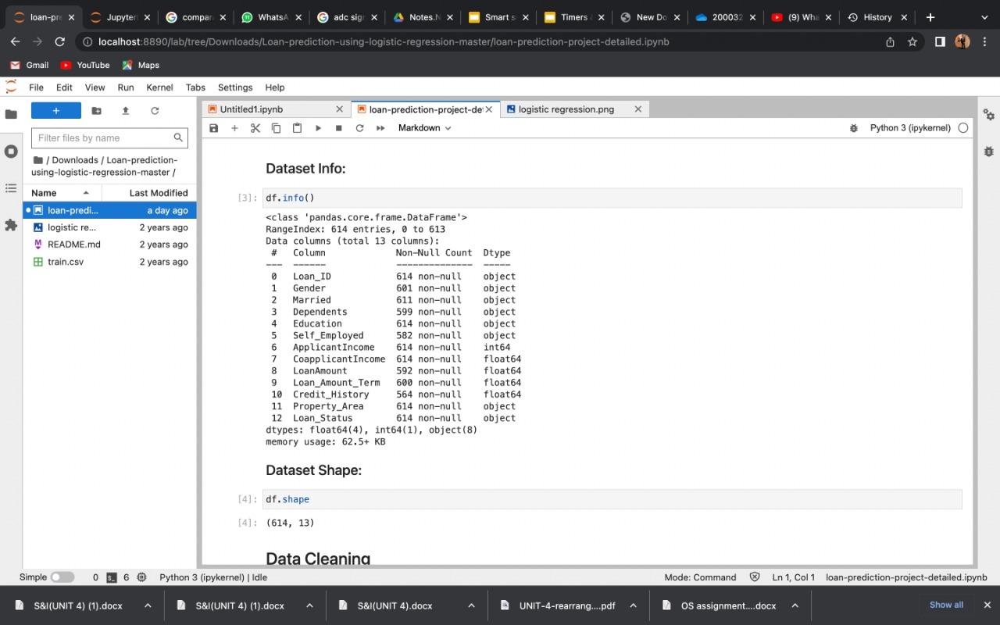 loan-p
Jupyterl
compar
WhatsA
adc sig
Notes.N
Smart s
Timers &
New Do
200032
(9) Wha
History
localhost:8890/lab/tree/Downloads/Loan-prediction-using-logistic-regression-master/loan-prediction-project-detailed.ipynb
Gmail YouTube Maps
File Edit View Run Kernel Tabs Settings Help
Untitled1.ipynb
loan-prediction-project-de
logistic regression.png
Filter files by name
Markdown
Python 3 (ipykernel)
/ Downloads / Loan-prediction-
using-logistic-regression-master /
Name Last Modified
loan-predi... a day ago
logistic re... 2 years ago
README.md 2 years ago
train.csv 2 years ago
Dataset Info:
[3]: df.info()
<class 'pandas.core.frame.DataFrame'>
RangeIndex: 614 entries, 0 to 613
Data columns (total 13 columns):
# Column Non-Null Count Dtype
--- ------ -------------- -----
0 Loan_ID 614 non-null object
1 Gender 601 non-null object
2 Married 611 non-null object
3 Dependents 599 non-null object
4 Education 614 non-null object
5 Self_Employed 582 non-null object
6 ApplicantIncome 614 non-null int64
7 CoapplicantIncome 614 non-null float64
8 LoanAmount 592 non-null float64
9 Loan_Amount_Term 600 non-null float64
10 Credit_History 564 non-null float64
11 Property_Area 614 non-null object
12 Loan_Status 614 non-null object
dtypes: float64(4), int64(1), object(8)
memory usage: 62.5+ KB
Dataset Shape:
[4]: df.shape
[4]: (614, 13)
Data Cleaning
Simple 0 6 Python 3 (ipykernel) | Idle
Mode: Command Ln 1, Col 1 loan-prediction-project-detailed.ipynb
S&I(UNIT 4) (1).docx
S&I(UNIT 4) (1).docx
S&I(UNIT 4).docx
UNIT-4-rearrang....pdf
OS assignment....docx
Show all